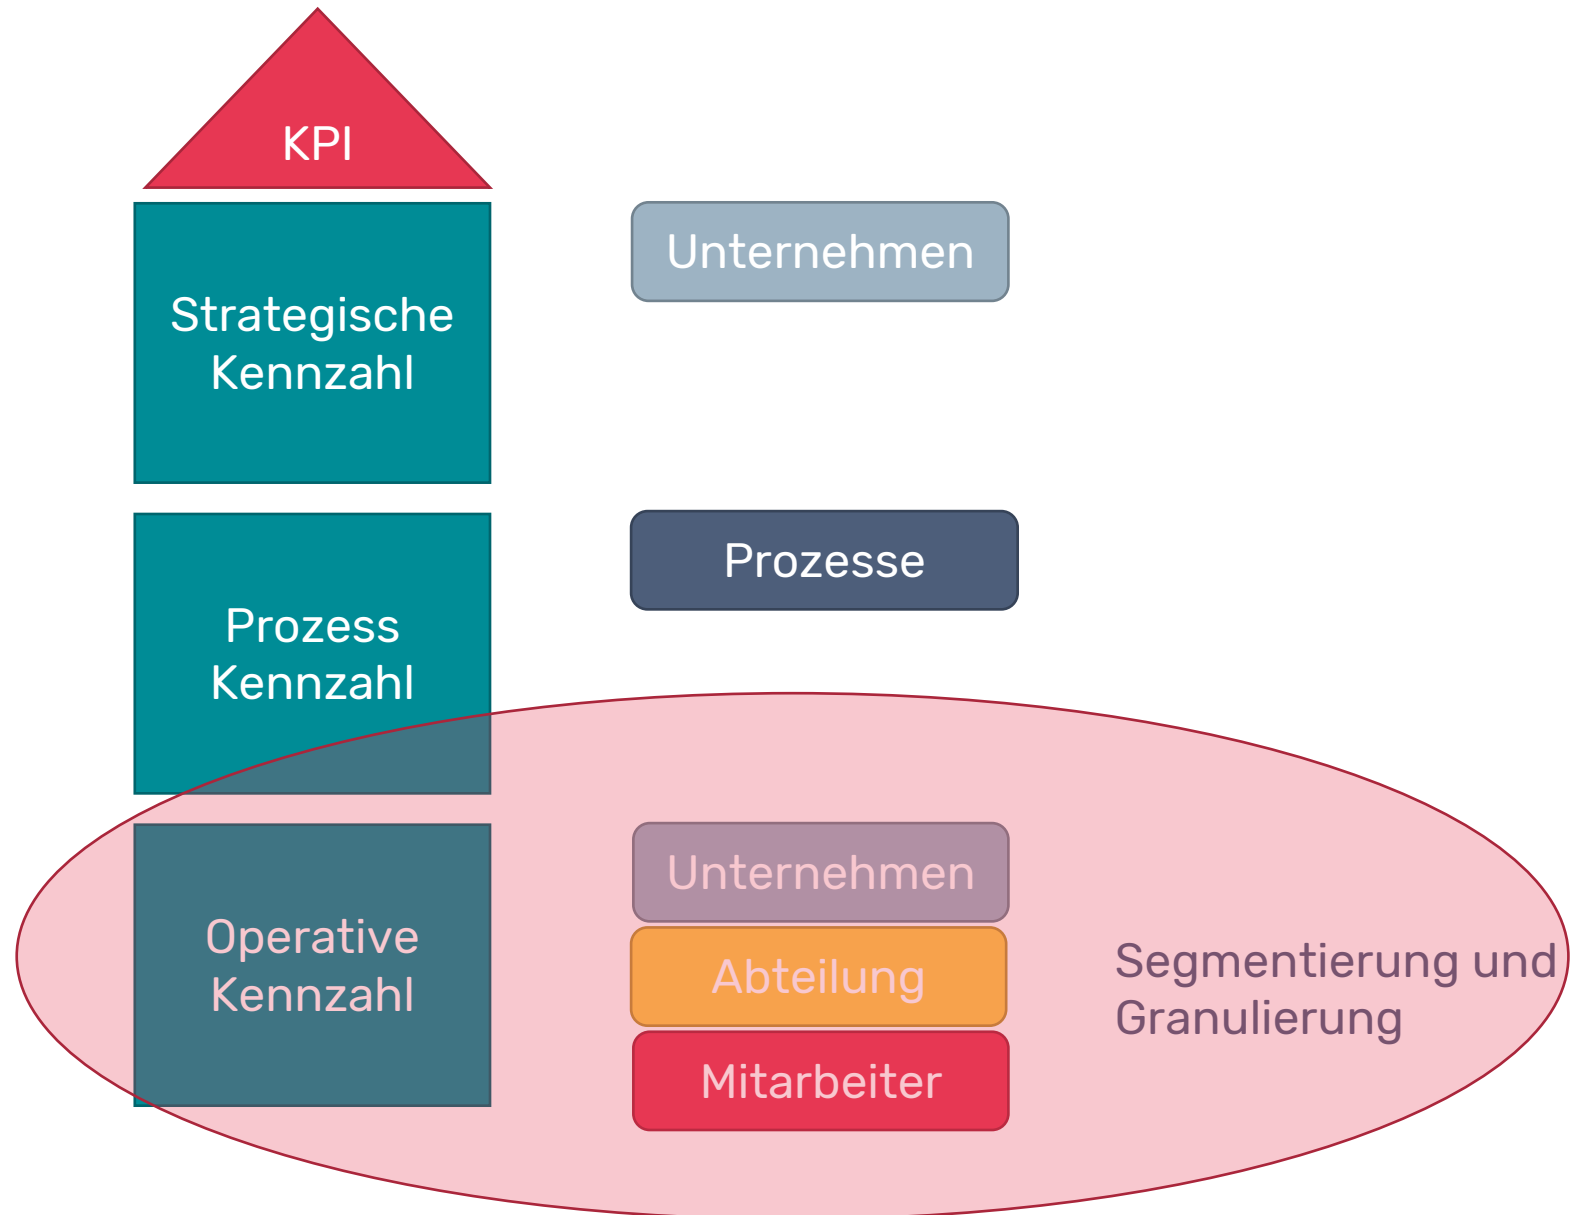 KPI
Strategische
Kennzahl
Unternehmen
Prozess
Kennzahl
Prozesse
Operative
Kennzahl
Unternehmen
Abteilung
Mitarbeiter
Segmentierung und
Granulierung